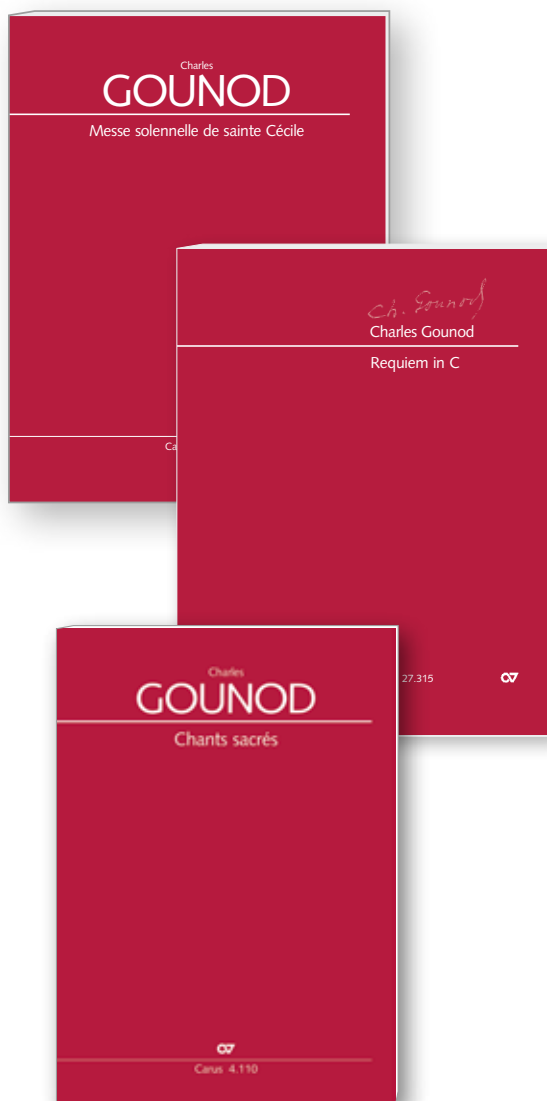 Charles
GOUNOD
Messe solennelle de sainte Cécile
Ca
Ch. Gounod
Charles Gounod
Requiem in C
27.315
Charles
GOUNOD
Chants sacrés
Carus 4.110